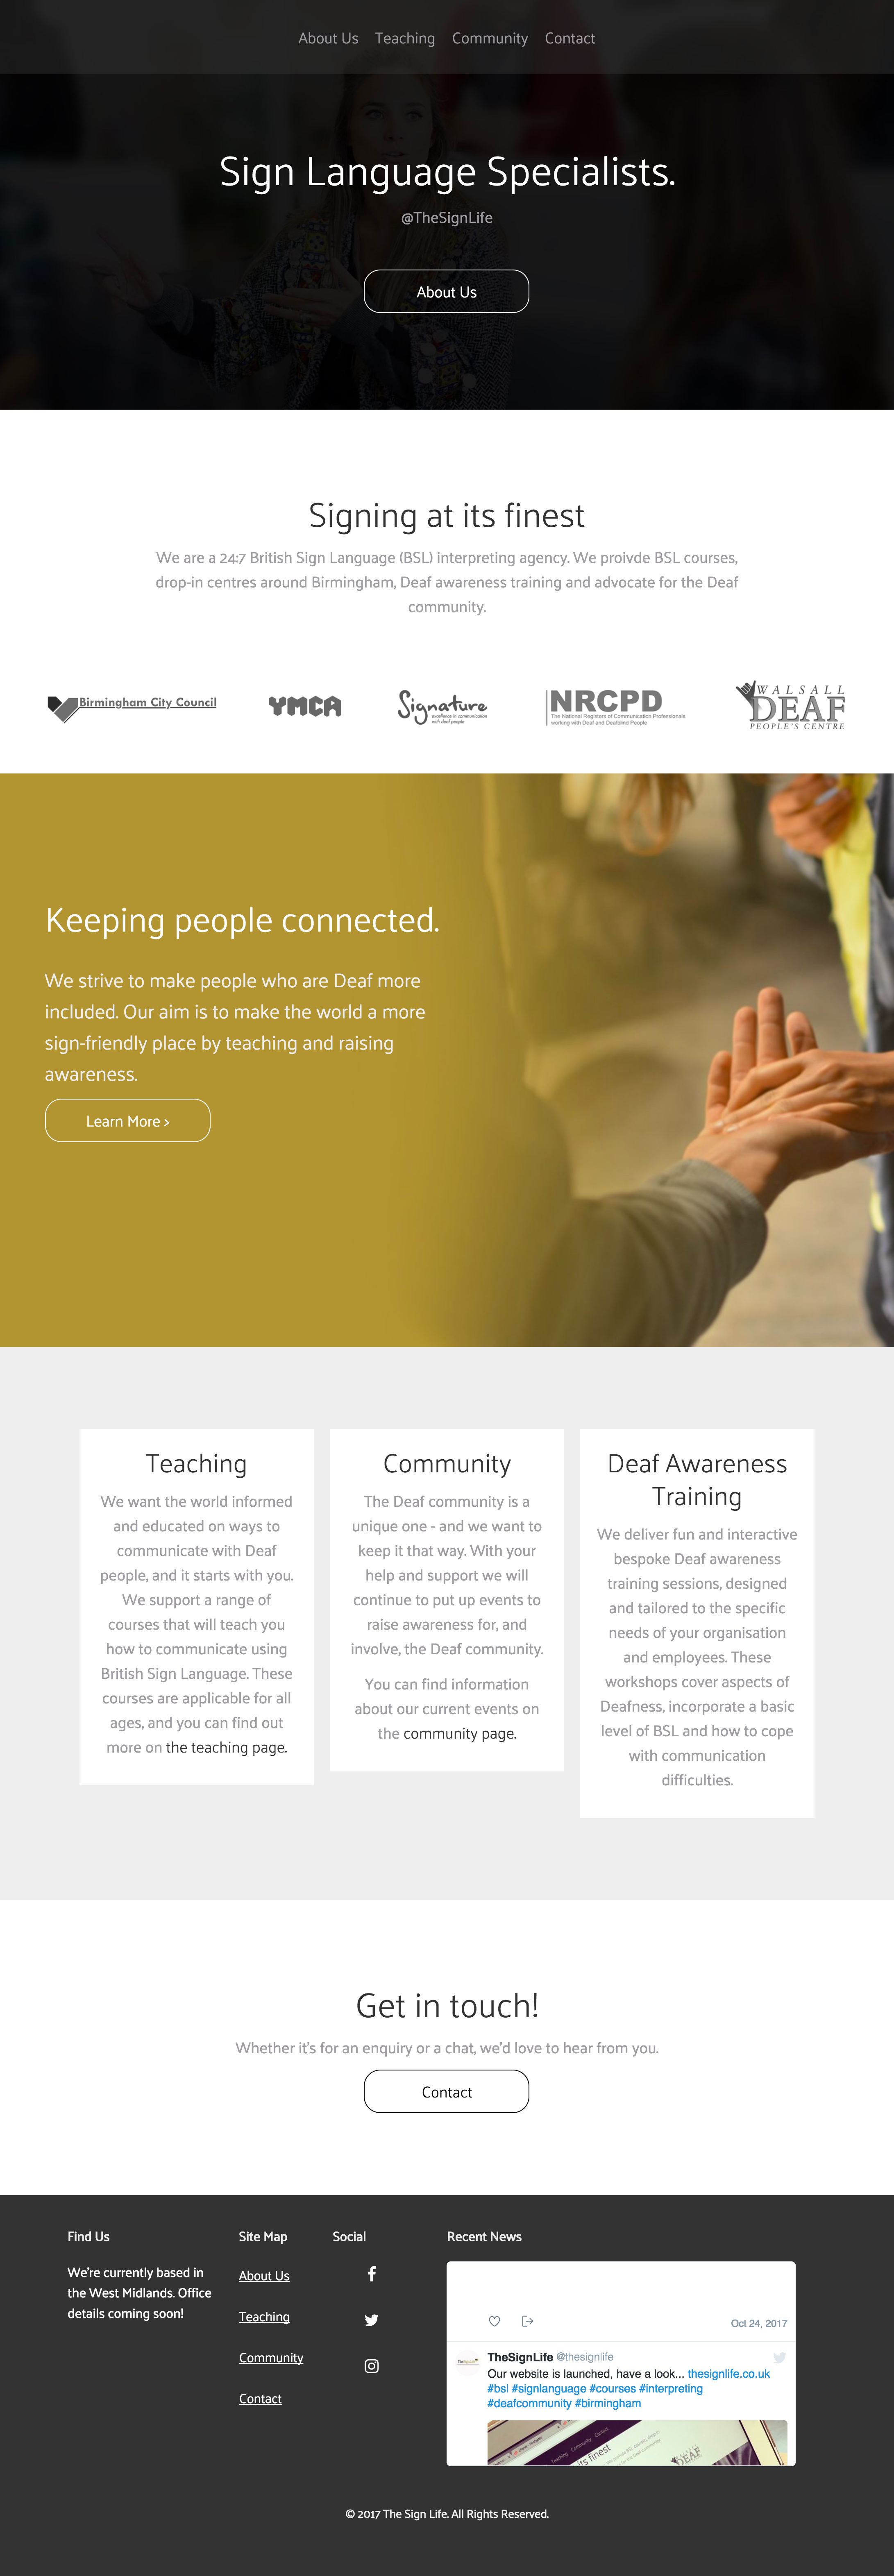 About Us Teaching Community Contact
Sign Language Specialists.
@TheSignLife
About Us
Signing at its finest
We are a 24:7 British Sign Language (BSL) interpreting agency. We proivde BSL courses,
drop-in centres around Birmingham, Deaf awareness training and advocate for the Deaf
community.
Birmingham City Council
YMCA
Signature
excellence in communication
with deaf people
NRCPD
The National Registers of Communication Professionals
working with Deaf and Deafblind People
WALSALL
DEAF
PEOPLE'S CENTRE
Keeping people connected.
We strive to make people who are Deaf more
included. Our aim is to make the world a more
sign-friendly place by teaching and raising
awareness.
Learn More >
Teaching
We want the world informed
and educated on ways to
communicate with Deaf
people, and it starts with you.
We support a range of
courses that will teach you
how to communicate using
British Sign Language. These
courses are applicable for all
ages, and you can find out
more on the teaching page.
Community
The Deaf community is a
unique one - and we want to
keep it that way. With your
help and support we will
continue to put up events to
raise awareness for, and
involve, the Deaf community.
You can find information
about our current events on
the community page.
Deaf Awareness
Training
We deliver fun and interactive
bespoke Deaf awareness
training sessions, designed
and tailored to the specific
needs of your organisation
and employees. These
workshops cover aspects of
Deafness, incorporate a basic
level of BSL and how to cope
with communication
difficulties.
Get in touch!
Whether it's for an enquiry or a chat, we'd love to hear from you.
Contact
Find Us
We're currently based in
the West Midlands. Office
details coming soon!
Site Map
About Us
Teaching
Community
Contact
Social
Recent News
Oct 24, 2017
TheSignLife @thesignlife
Our website is launched, have a look... thesignlife.co.uk
#bsl #signlanguage #courses #interpreting
#deafcommunity #birmingham
Teaching Community Contact
its finest
DEAF
© 2017 The Sign Life. All Rights Reserved.